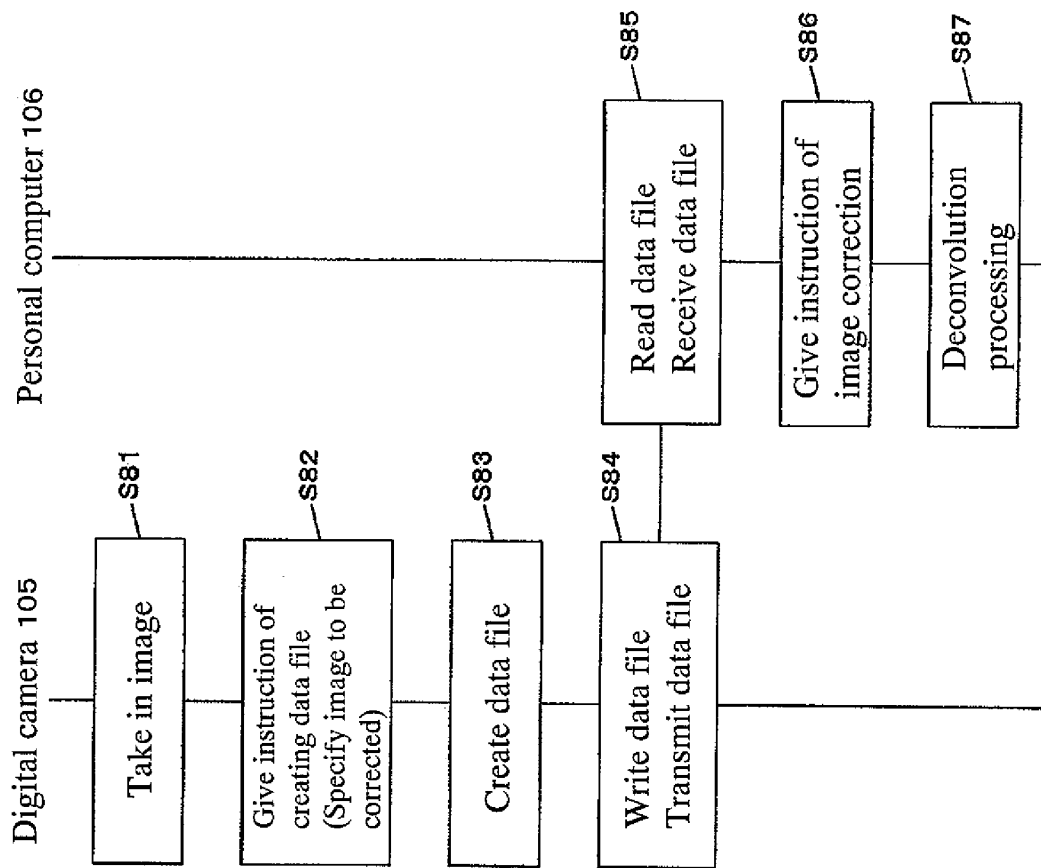 Digital camera 105
Take in image
S81
Give instruction of
creating data file
(Specify image to be
corrected)
S82
Create data file
S83
Write data file
Transmit data file
S84
Personal computer 106
Read data file
Receive data file
S85
Give instruction of
image correction
S86
Deconvolution
processing
S87